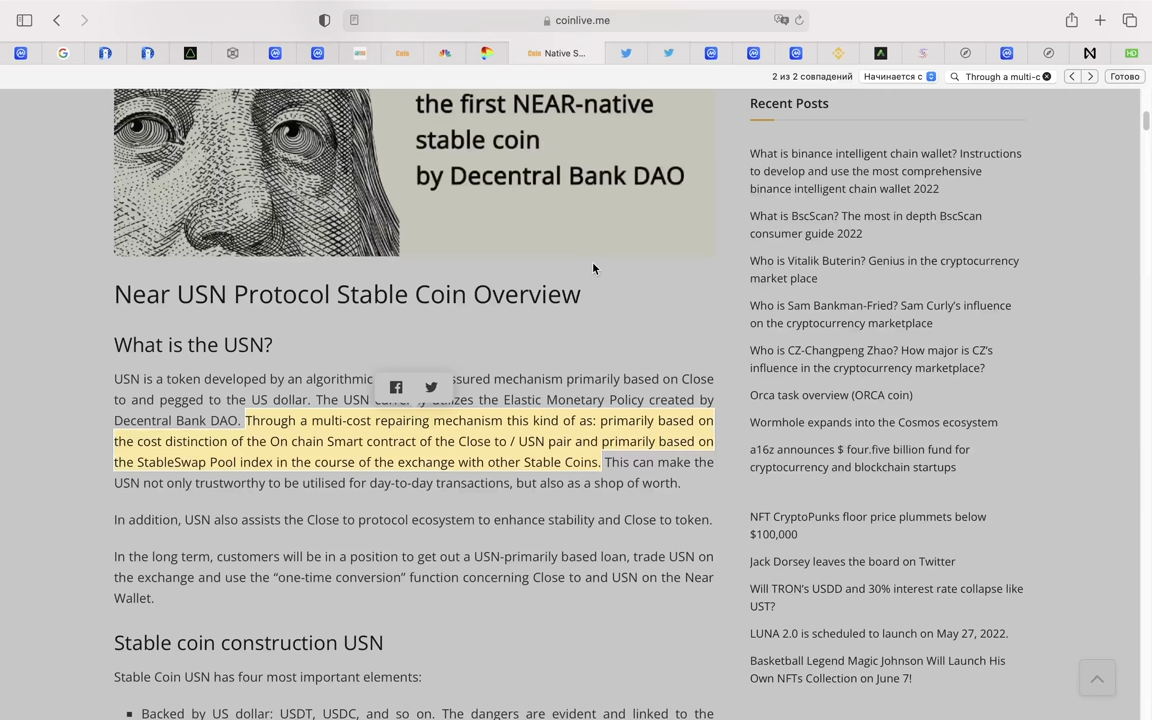 coinlive.me
Coin
Coin Native S...
HD
2 из 2 совпадений
Начинается с
Through a multi-c
Готово
the first NEAR-native
stable coin
by Decentral Bank DAO
Near USN Protocol Stable Coin Overview
What is the USN?
USN is a token developed by an algorithmic ssured mechanism primarily based on Close
to and pegged to the US dollar. The USN utilizes the Elastic Monetary Policy created by
Decentral Bank DAO. Through a multi-cost repairing mechanism this kind of as: primarily based on
the cost distinction of the On chain Smart contract of the Close to / USN pair and primarily based on
the StableSwap Pool index in the course of the exchange with other Stable Coins. This can make the
USN not only trustworthy to be utilised for day-to-day transactions, but also as a shop of worth.
In addition, USN also assists the Close to protocol ecosystem to enhance stability and Close to token.
In the long term, customers will be in a position to get out a USN-primarily based loan, trade USN on
the exchange and use the “one-time conversion” function concerning Close to and USN on the Near
Wallet.
Stable coin construction USN
Stable Coin USN has four most important elements:
▪ Backed by US dollar: USDT, USDC, and so on. The dangers are evident and linked to the
Recent Posts
What is binance intelligent chain wallet? Instructions
to develop and use the most comprehensive
binance intelligent chain wallet 2022
What is BscScan? The most in depth BscScan
consumer guide 2022
Who is Vitalik Buterin? Genius in the cryptocurrency
market place
Who is Sam Bankman-Fried? Sam Curly’s influence
on the cryptocurrency marketplace
Who is CZ-Changpeng Zhao? How major is CZ’s
influence in the cryptocurrency marketplace?
Orca task overview (ORCA coin)
Wormhole expands into the Cosmos ecosystem
a16z announces $ four.five billion fund for
cryptocurrency and blockchain startups
NFT CryptoPunks floor price plummets below
$100,000
Jack Dorsey leaves the board on Twitter
Will TRON’s USDD and 30% interest rate collapse like
UST?
LUNA 2.0 is scheduled to launch on May 27, 2022.
Basketball Legend Magic Johnson Will Launch His
Own NFTs Collection on June 7!